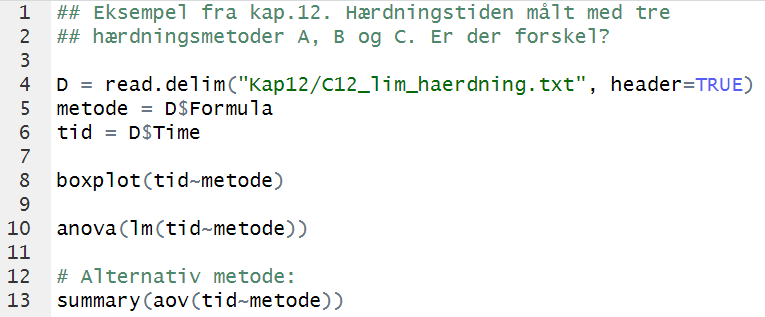 1 ## Eksempel fra kap.12. Hærdningstiden målt med tre
2 ## hærdningsmetoder A, B og C. Er der forskel?
3
4 D = read.delim("Kap12/C12_lim_haerdning.txt", header=TRUE)
5 metode = D$Formula
6 tid = D$Time
7
8 boxplot(tid~metode)
9
10 anova(lm(tid~metode))
11
12 # Alternativ metode:
13 summary(aov(tid~metode))